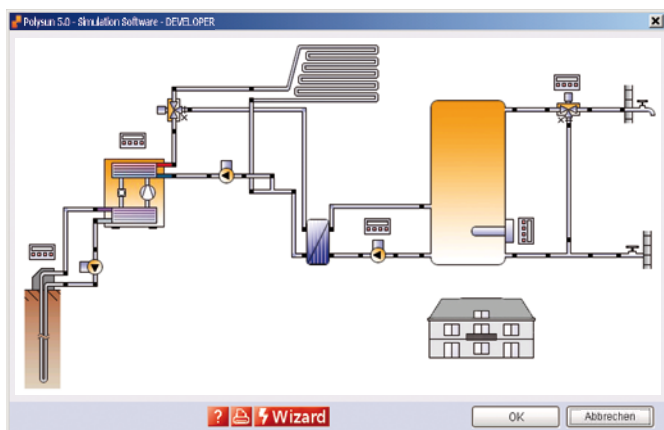 Polysun 5.0 - Simulation Software - DEVELOPER
? Wizard
OK
Abbrechen